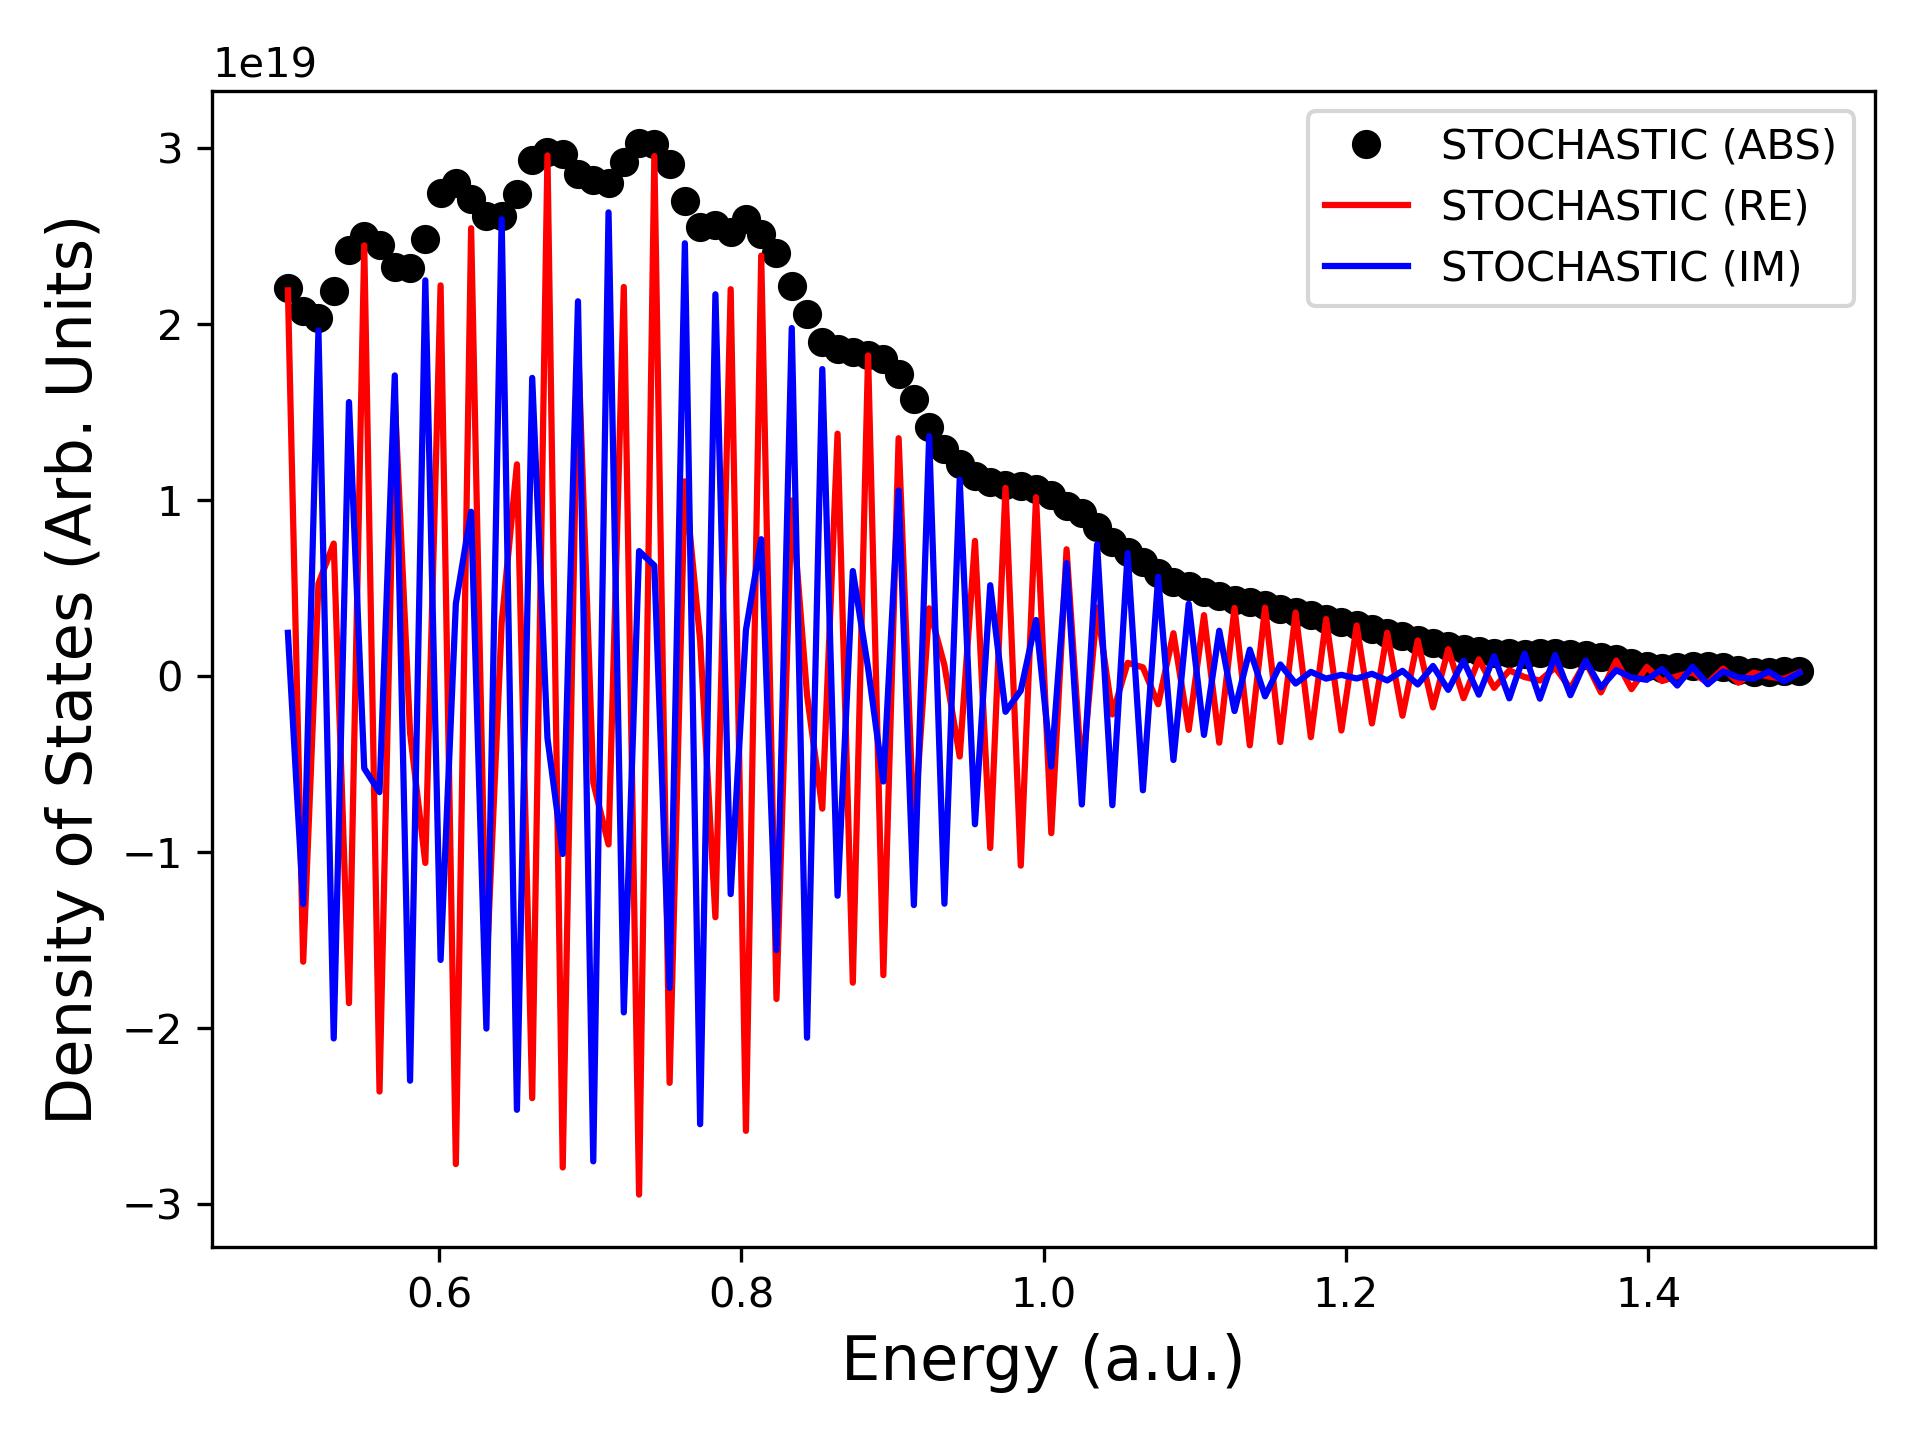 1e19
3
2
1
0
−1
−2
−3
Density of States (Arb. Units)
STOCHASTIC (ABS)
STOCHASTIC (RE)
STOCHASTIC (IM)
0.6 0.8 1.0 1.2 1.4
Energy (a.u.)